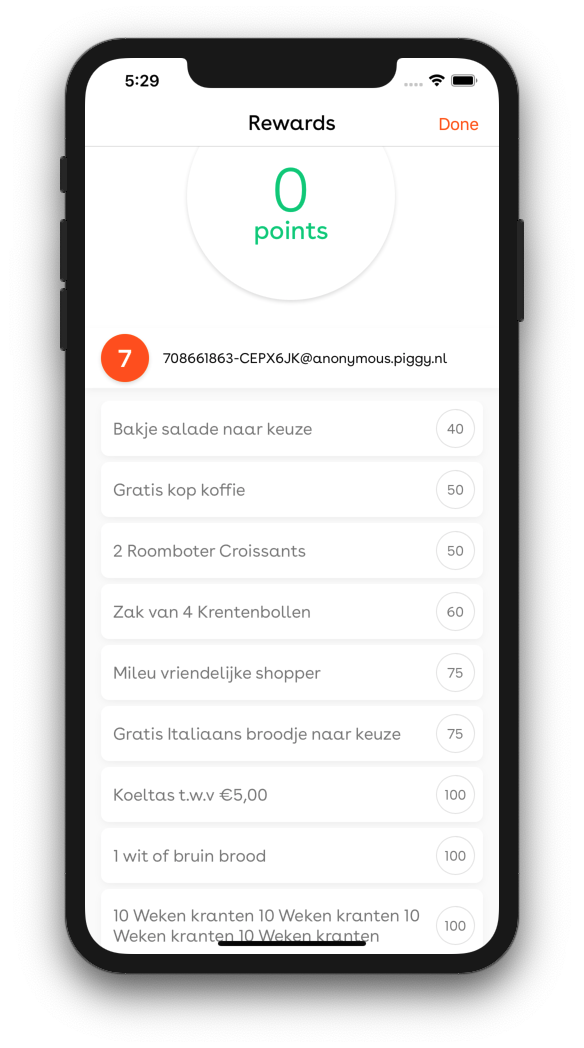 5:29
Rewards
Done
0
points
7
708661863-CEPX6JK@anonymous.piggy.nl
Bakje salade naar keuze
40
Gratis kop koffie
50
2 Roomboter Croissants
50
Zak van 4 Krentenbollen
60
Mileu vriendelijke shopper
75
Gratis Italiaans broodje naar keuze
75
Koeltas t.w.v €5,00
100
1 wit of bruin brood
100
10 Weken kranten 10 Weken kranten 10
Weken kranten 10 Weken kranten
100